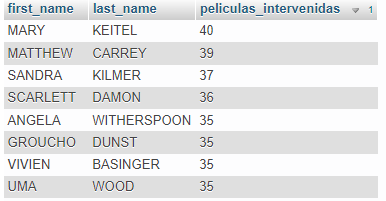 first_name last_name peliculas_intervenidas 1
MARY KEITEL 40
MATTHEW CARREY 39
SANDRA KILMER 37
SCARLETT DAMON 36
ANGELA WITHERSPOON 35
GROUCHO DUNST 35
VIVIEN BASINGER 35
UMA WOOD 35